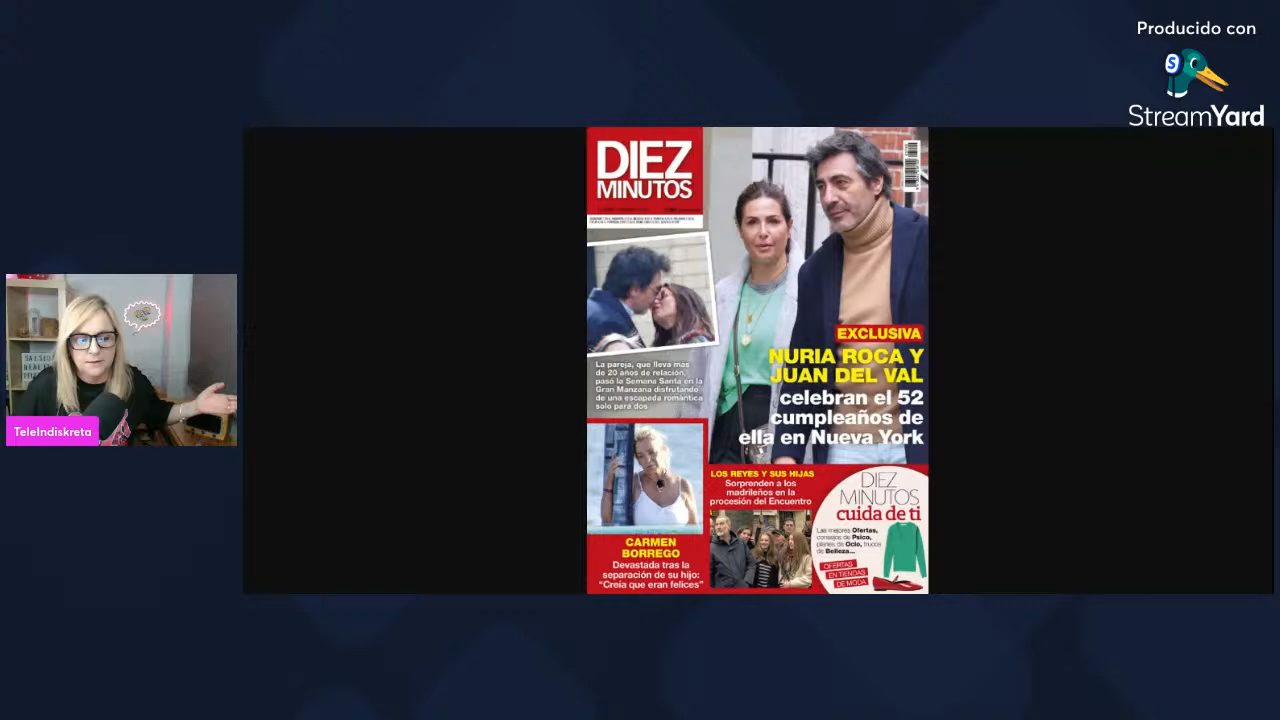 Producido con
StreamYard
DIEZ
MINUTOS
La pareja, que lleva mas
de 20 años de relación,
pasó la Semana Santa en la
Gran Manzana disfrutando
de una escapada romántica
solo para dos
EXCLUSIVA
NURIA ROCA Y
JUAN DEL VAL
celebran el 52
cumpleaños de
ella en Nueva York
CARMEN
BORREGO
Devastada tras la
separación de su hijo:
"Creía que eran felices"
LOS REYES Y SUS HIJAS
Sorprenden a los
madrileños en la
procesión del Encuentro
DIEZ
MINUTOS
cuida de ti
Las mejores Ofertas,
consejos de Psico,
planes de Ocio, trucos
de Belleza...
OFERTAS
EN TIENDAS
DE MODA
TeleIndiskreta